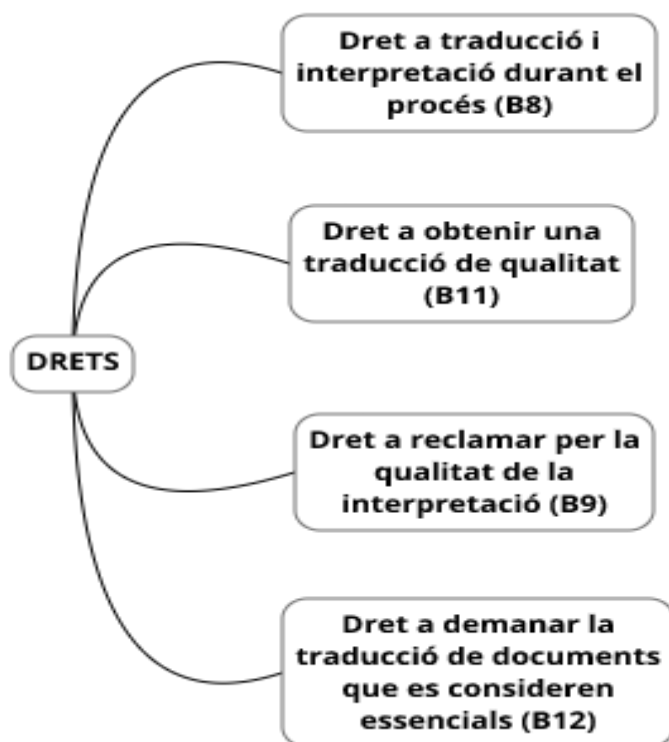 Dret a traducció i
interpretació durant el
procés (B8)
Dret a obtenir una
traducció de qualitat
(B11)
DRETS
Dret a reclamar per la
qualitat de la
interpretació (B9)
Dret a demanar la
traducció de documents
que es consideren
essencials (B12)